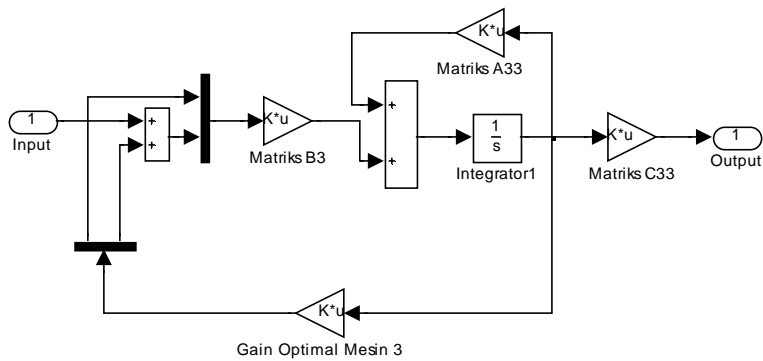 K*u
Matriks A33
1
Input
+
+
K*u
Matriks B3
+
+
1
s
Integrator1
K*u
Matriks C33
1
Output
K*u
Gain Optimal Mesin 3